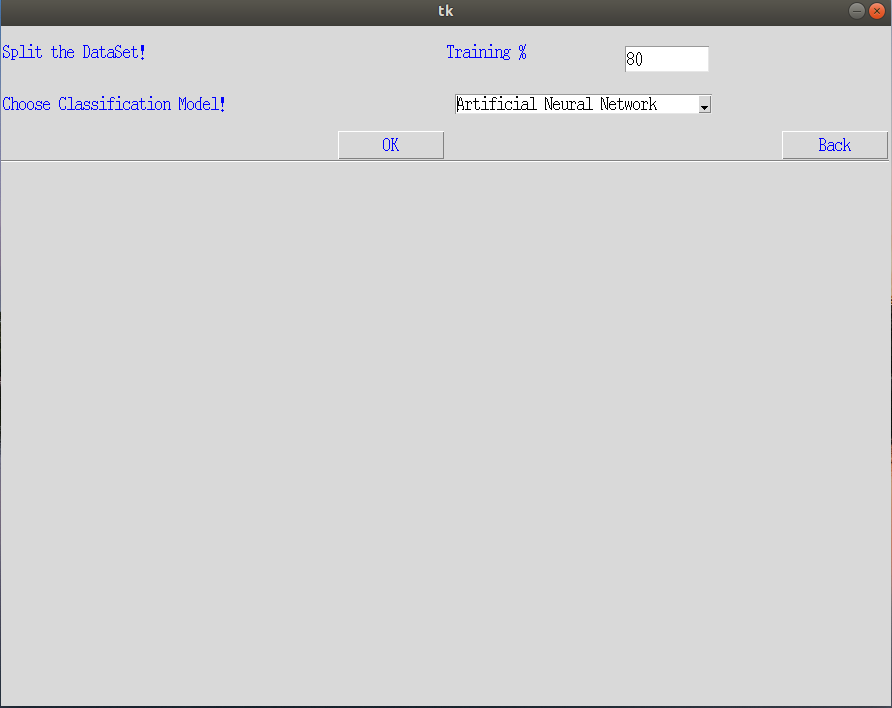 tk
Split the DataSet! Training % 80
Choose Classification Model! Artificial Neural Network
OK Back